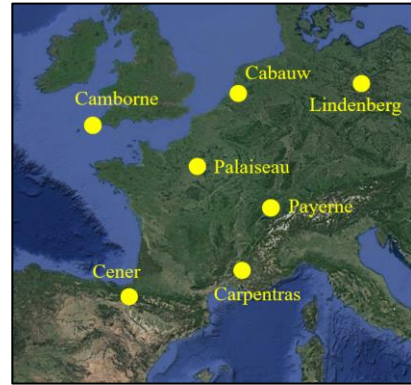 Cabauw
Camborne
Lindenberg
Palaiseau
Payerne
Cener
Carpentras